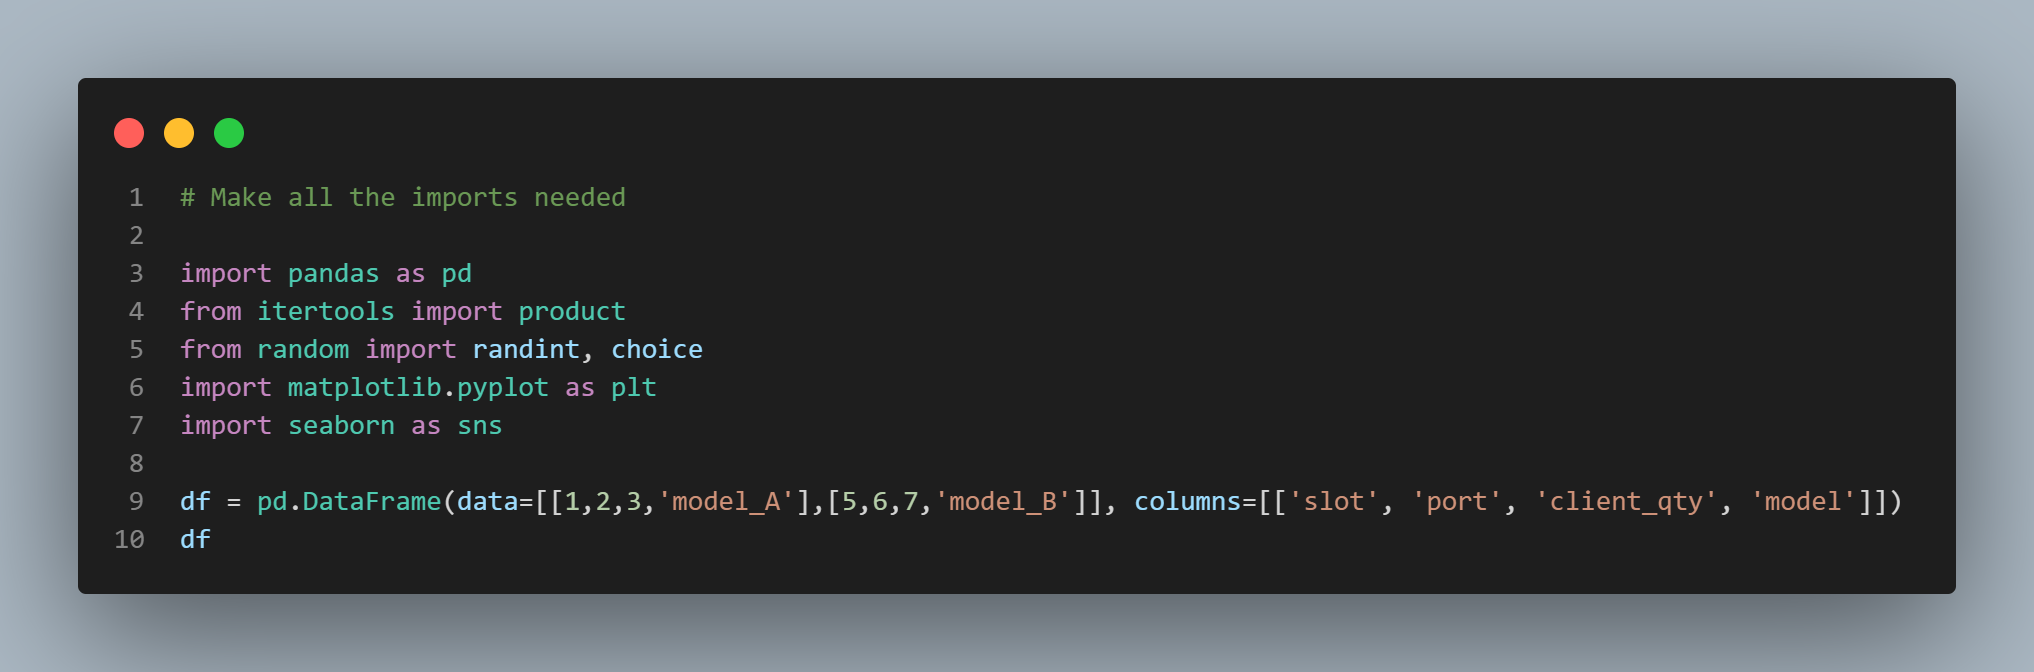 1 # Make all the imports needed
2
3 import pandas as pd
4 from itertools import product
5 from random import randint, choice
6 import matplotlib.pyplot as plt
7 import seaborn as sns
8
9 df = pd.DataFrame(data=[[1,2,3,'model_A'],[5,6,7,'model_B']], columns=[['slot', 'port', 'client_qty', 'model']])
10 df